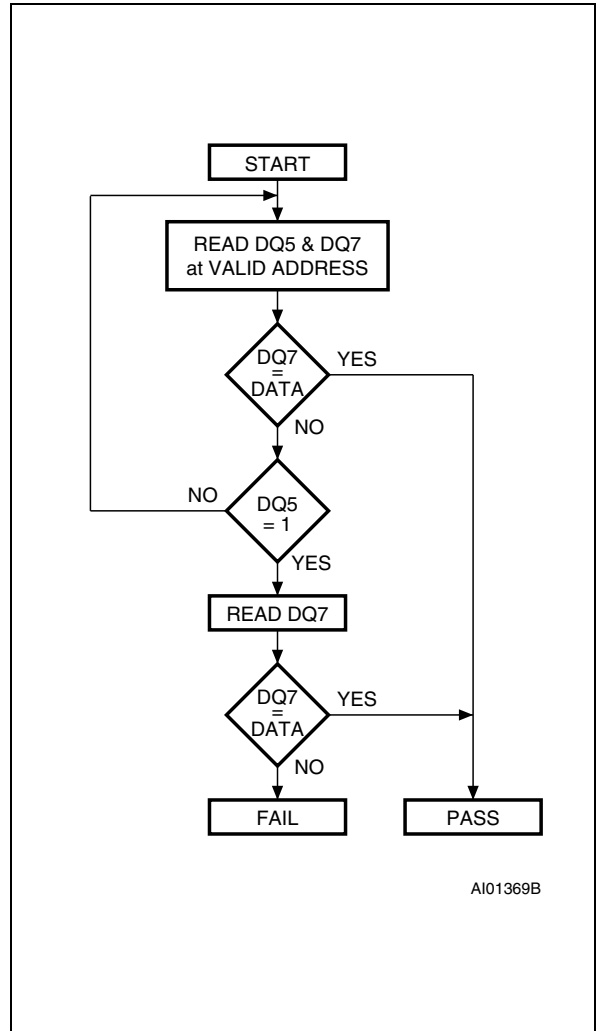 START
READ DQ5 & DQ7
at VALID ADDRESS
DQ7
=
DATA
YES
NO
DQ5
= 1
NO
YES
READ DQ7
DQ7
=
DATA
YES
NO
FAIL
PASS
AI01369B